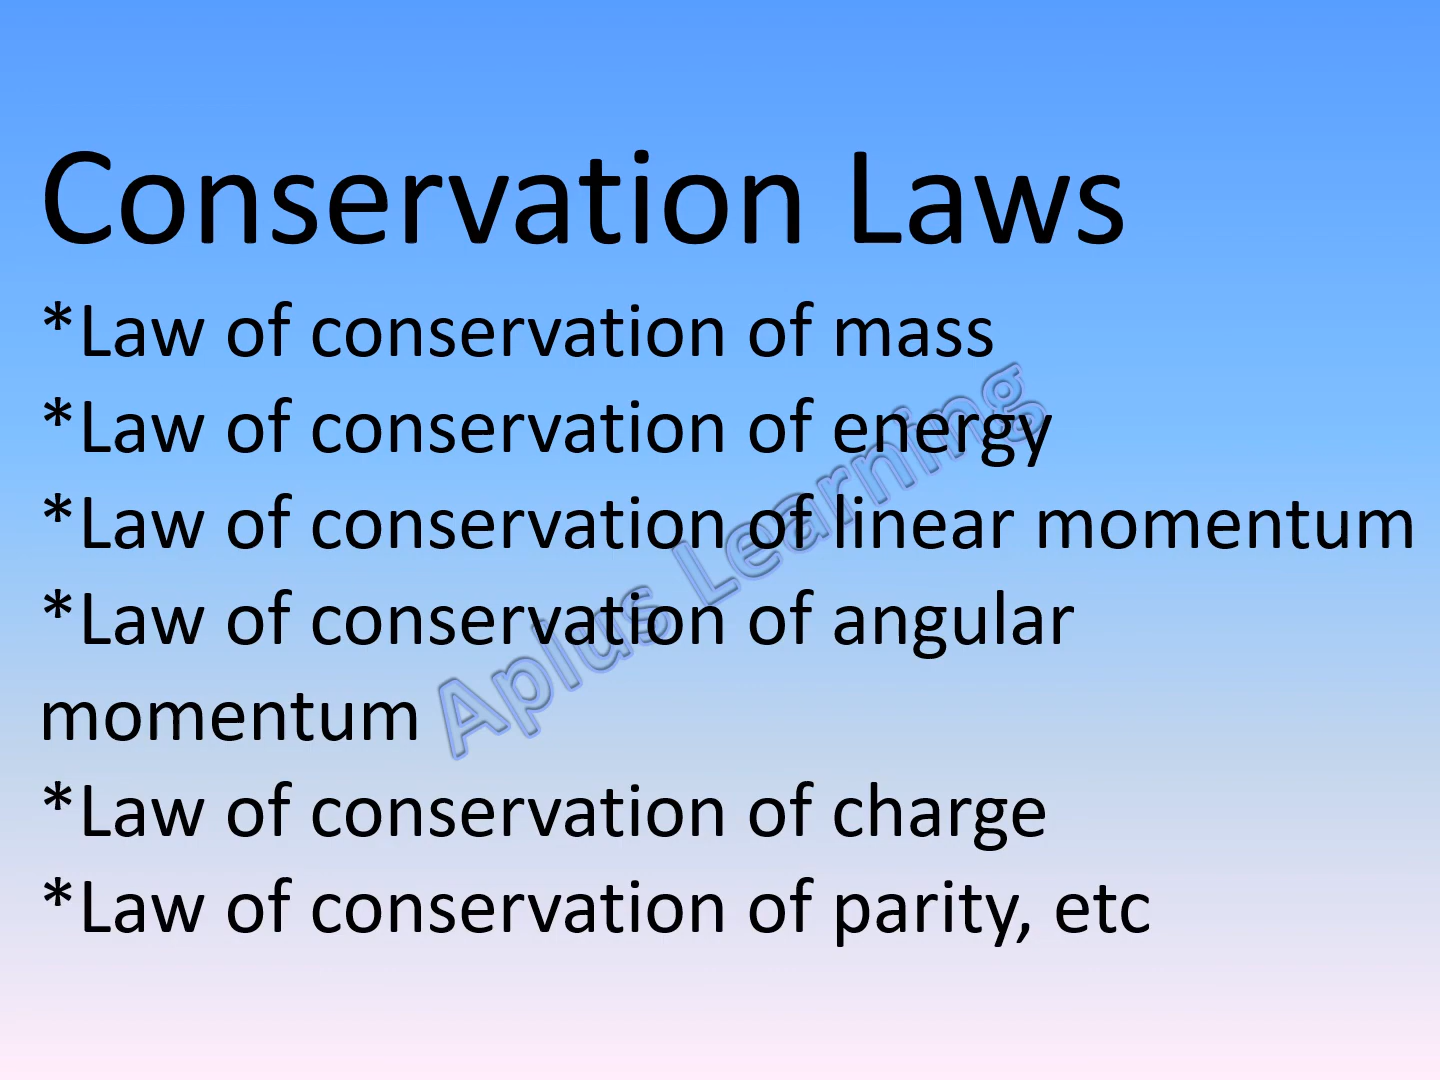 Conservation Laws
*Law of conservation of mass
*Law of conservation of energy
*Law of conservation of linear momentum
*Law of conservation of angular
momentum
*Law of conservation of charge
*Law of conservation of parity, etc
Aplus Learning